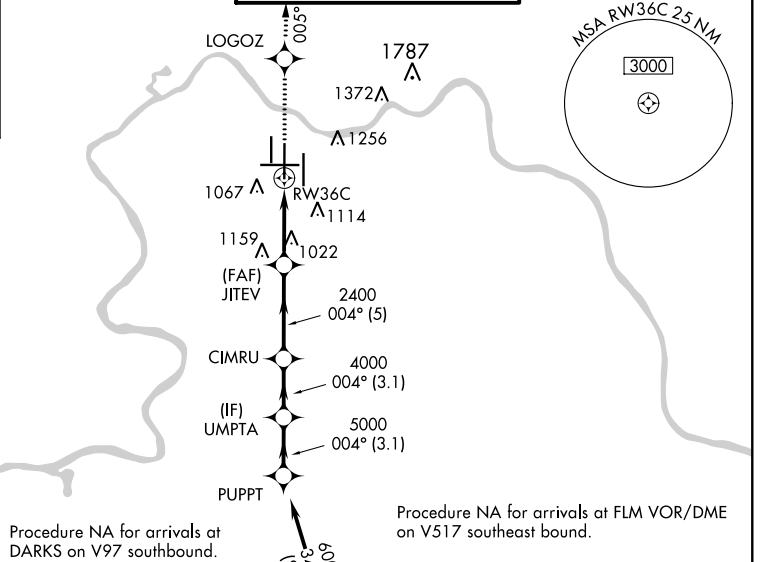 005°
LOGOZ
1787
1372
1256
MSA RW36C 25 NM
3000
1067
RW36C
1114
1159
1022
(FAF)
JITEV
2400
004° (5)
CIMRU
4000
004° (3.1)
(IF)
UMPTA
5000
004° (3.1)
PUPPT
Procedure NA for arrivals at
DARKS on V97 southbound.
Procedure NA for arrivals at FLM VOR/DME
on V517 southeast bound.